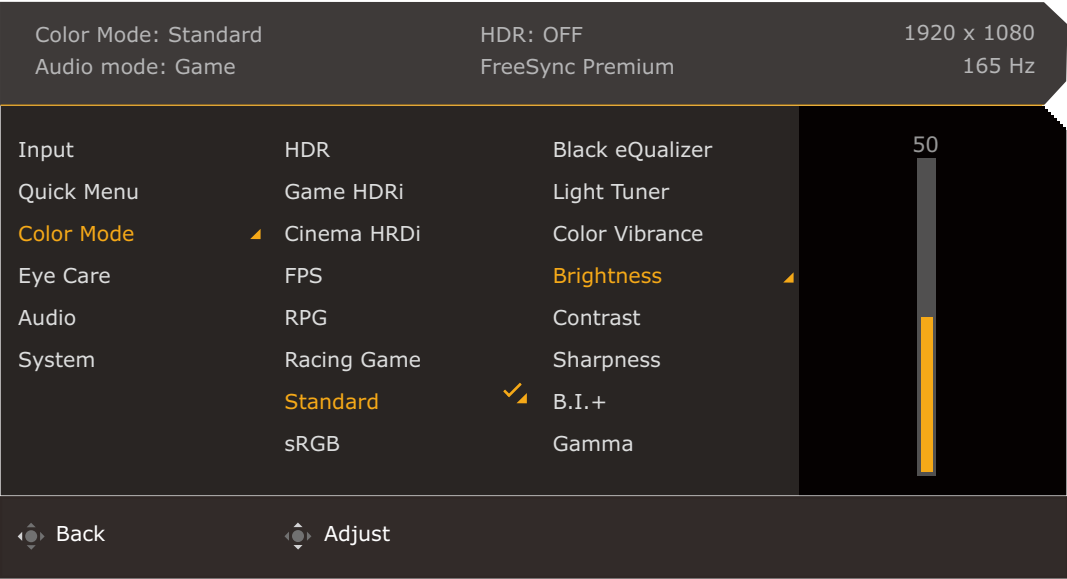 Color Mode: Standard
HDR: OFF
1920 x 1080
Audio mode: Game
FreeSync Premium
165 Hz
Input
Quick Menu
Color Mode
Eye Care
Audio
System
HDR
Game HDRi
Cinema HRDi
FPS
RPG
Racing Game
Standard
sRGB
Black eQualizer
Light Tuner
Color Vibrance
Brightness
Contrast
Sharpness
B.I.+
Gamma
50
Back
Adjust